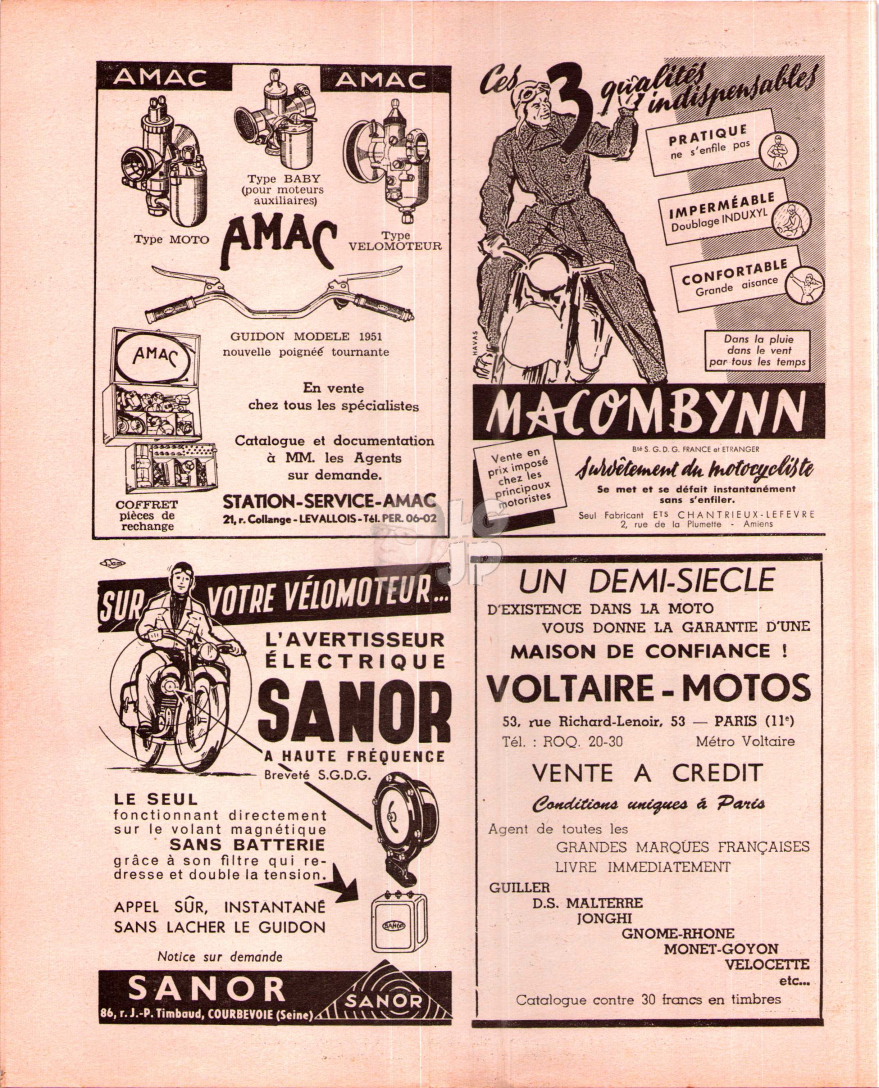 AMAC
AMAC
Type BABY
(pour moteurs
auxiliaires)
Type MOTO
AMAC
Type
VELOMOTEUR
GUIDON MODELE 1951
nouvelle poignée tournante
AMAC
En vente
chez tous les spécialistes
Catalogue et documentation
à MM. les Agents
sur demande.
COFFRET
pièces de
rechange
STATION-SERVICE-AMAC
21, r. Collange - LEVALLOIS - Tél. PER. 06-02
Ces 3 qualités
indispensables
PRATIQUE
ne s'enfile pas
IMPERMÉABLE
Doublage INDUXYL
CONFORTABLE
Grande aisance
HAVAS
Dans la pluie
dans le vent
par tous les temps
MACOMBYNN
Bté S. G. D. G. FRANCE et ETRANGER
Vente en
prix imposé
chez les
principaux
motoristes
Survêtement du motocycliste
Se met et se défait instantanément
sans s'enfiler.
Seul Fabricant ETS CHANTRIEUX-LEFEVRE
2, rue de la Plumette - Amiens
SUR VOTRE VÉLOMOTEUR...
L'AVERTISSEUR
ÉLECTRIQUE
SANOR
A HAUTE FRÉQUENCE
Breveté S.G.D.G.
LE SEUL
fonctionnant directement
sur le volant magnétique
SANS BATTERIE
grâce à son filtre qui re-
dresse et double la tension.
APPEL SÛR, INSTANTANÉ
SANS LACHER LE GUIDON
SANOR
Notice sur demande
SANOR
86, r. J.-P. Timbaud, COURBEVOIE (Seine)
SANOR
UN DEMI-SIECLE
D'EXISTENCE DANS LA MOTO
VOUS DONNE LA GARANTIE D'UNE
MAISON DE CONFIANCE !
VOLTAIRE - MOTOS
53, rue Richard-Lenoir, 53 — PARIS (11e)
Tél. : ROQ. 20-30 Métro Voltaire
VENTE A CREDIT
Conditions uniques à Paris
Agent de toutes les
GRANDES MARQUES FRANÇAISES
LIVRE IMMEDIATEMENT
GUILLER
D.S. MALTERRE
JONGHI
GNOME-RHONE
MONET-GOYON
VELOCETTE
etc...
Catalogue contre 30 francs en timbres